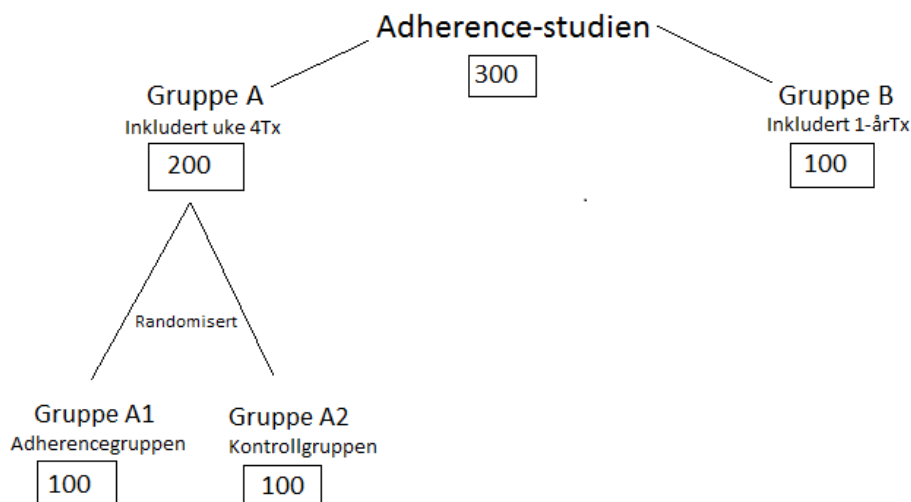 Adherence-studien
300
Gruppe A
Inkludert uke 4Tx
200
Gruppe B
Inkludert 1-årTx
100
Randomisert
Gruppe A1
Adherencegruppen
100
Gruppe A2
Kontrollgruppen
100